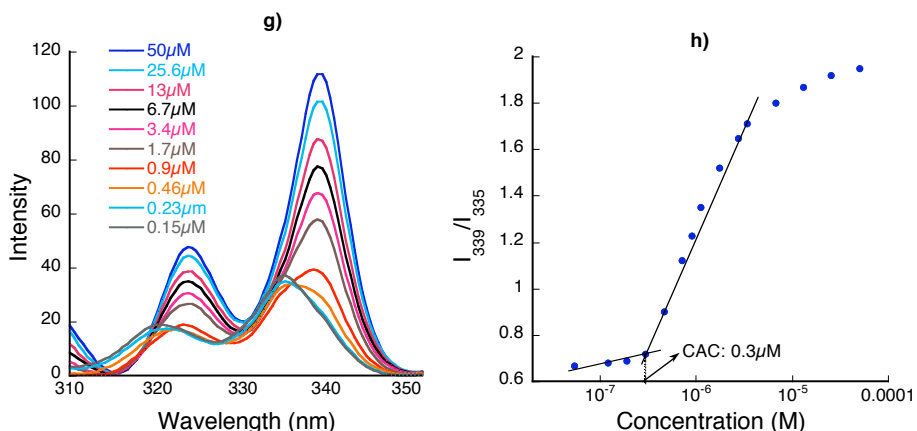 g)
120
100
80
60
40
20
0
Intensity
50µM
25.6µM
13µM
6.7µM
3.4µM
1.7µM
0.9µM
0.46µM
0.23µm
0.15µM
310 320 330 340 350
Wavelength (nm)
h)
2
1.8
1.6
1.4
1.2
1
0.8
0.6
I339/I335
CAC: 0.3µM
10⁻⁷ 10⁻⁶ 10⁻⁵ 0.0001
Concentration (M)